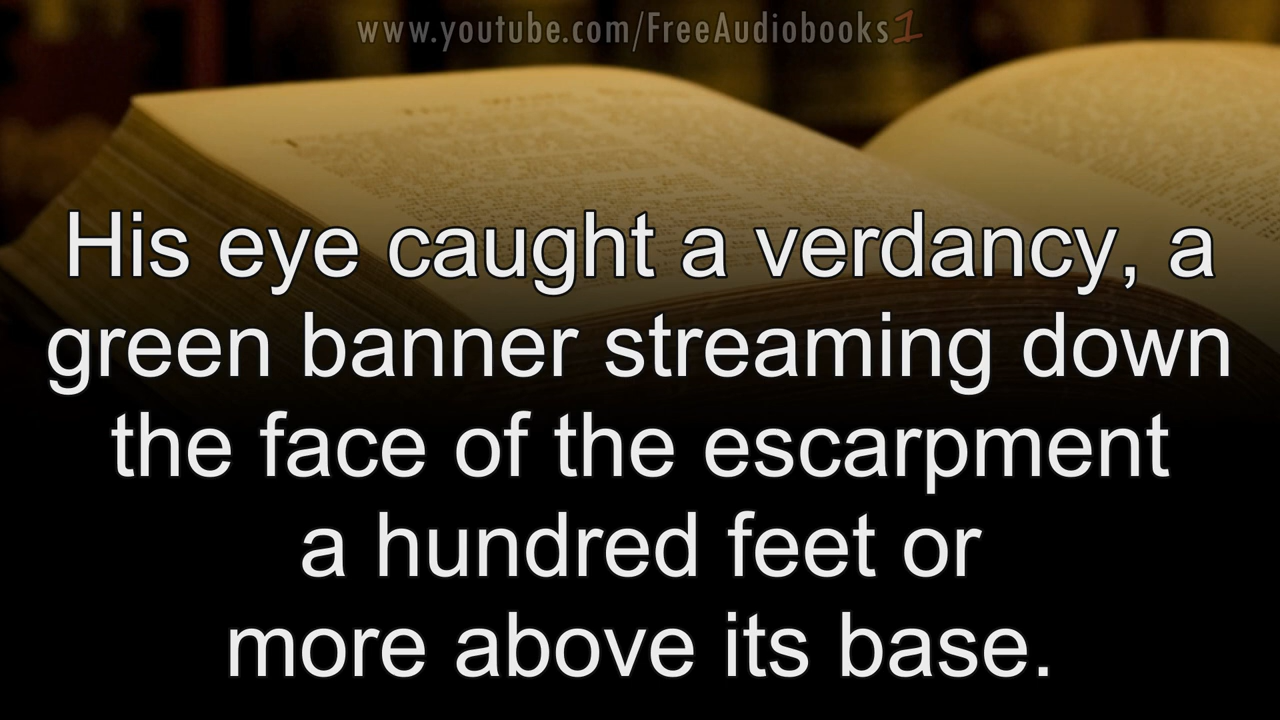 www.youtube.com/FreeAudiobooks1
His eye caught a verdancy, a
green banner streaming down
the face of the escarpment
a hundred feet or
more above its base.